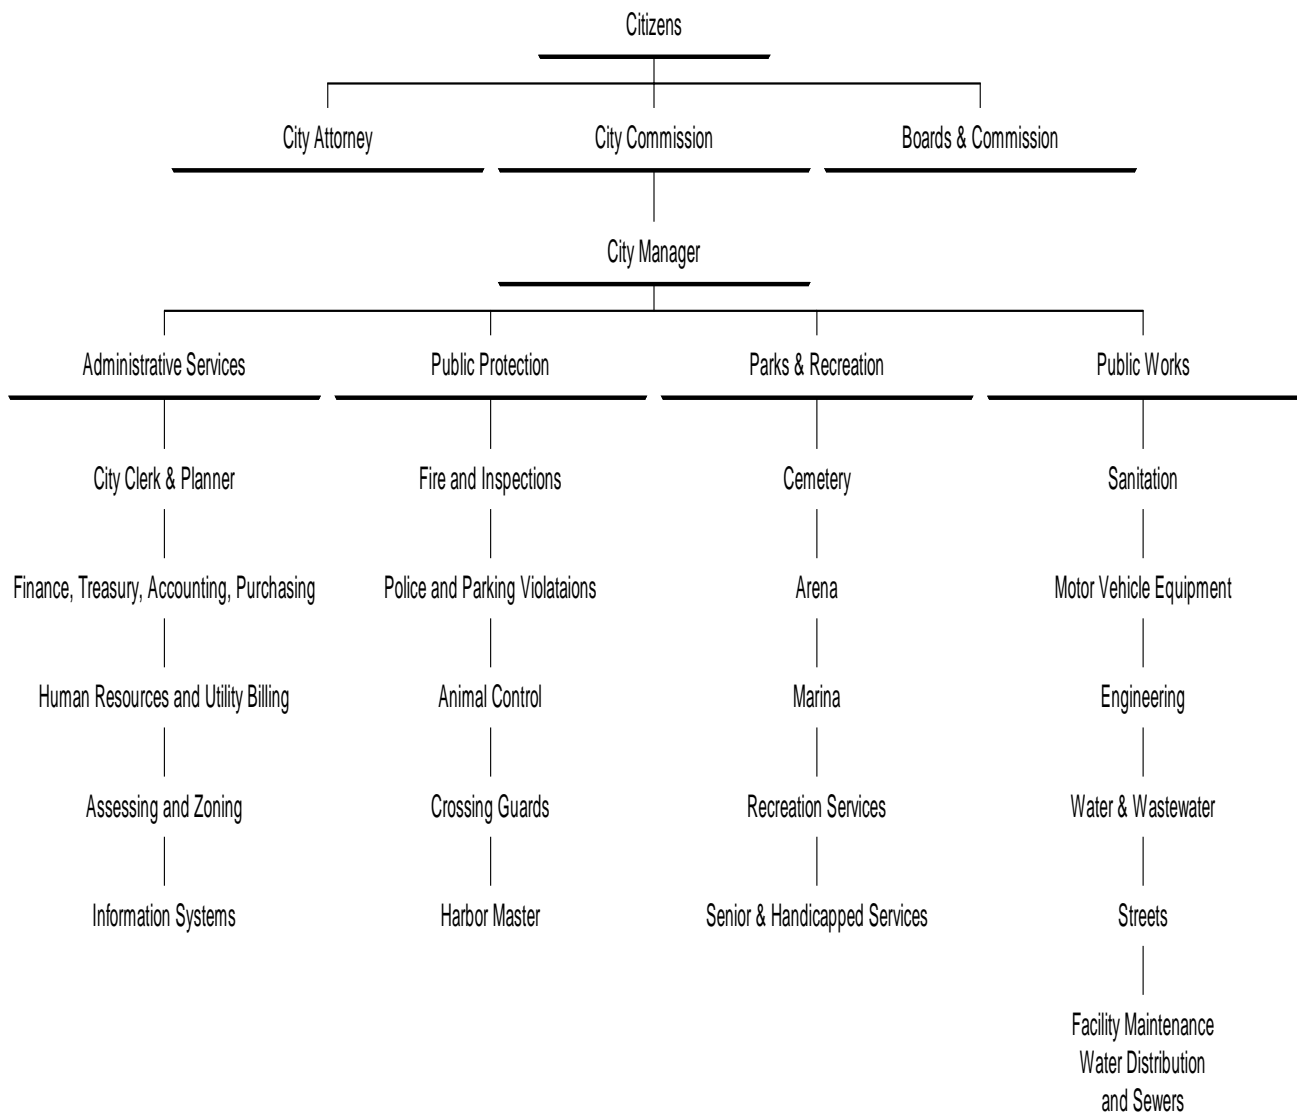 Citizens
City Attorney
City Commission
Boards & Commission
City Manager
Administrative Services
Public Protection
Parks & Recreation
Public Works
City Clerk & Planner
Fire and Inspections
Cemetery
Sanitation
Finance, Treasury, Accounting, Purchasing
Police and Parking Violataions
Arena
Motor Vehicle Equipment
Human Resources and Utility Billing
Animal Control
Marina
Engineering
Assessing and Zoning
Crossing Guards
Recreation Services
Water & Wastewater
Information Systems
Harbor Master
Senior & Handicapped Services
Streets
Facility Maintenance
Water Distribution
and Sewers